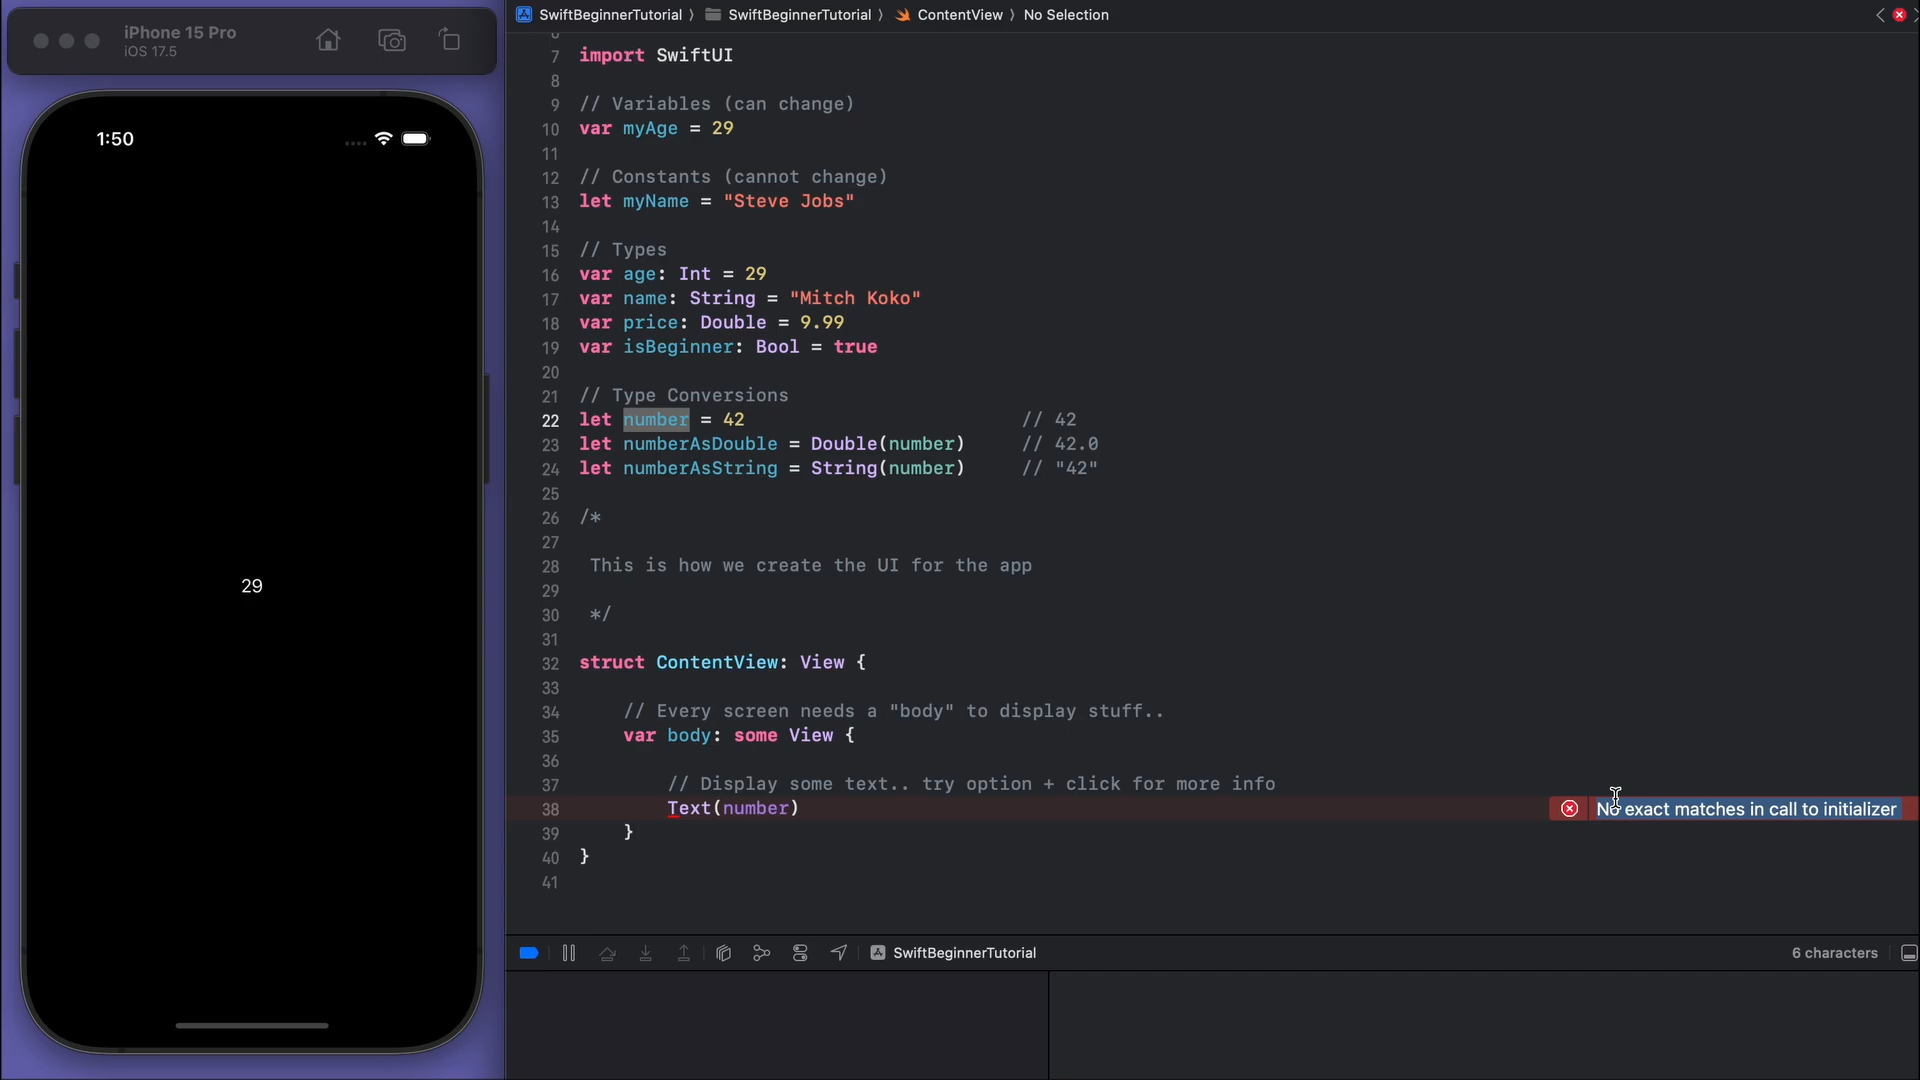 iPhone 15 Pro
iOS 17.5
1:50
29
SwiftBeginnerTutorial 〉 SwiftBeginnerTutorial 〉 ContentView 〉 No Selection
7 import SwiftUI
8
9 // Variables (can change)
10 var myAge = 29
11
12 // Constants (cannot change)
13 let myName = "Steve Jobs"
14
15 // Types
16 var age: Int = 29
17 var name: String = "Mitch Koko"
18 var price: Double = 9.99
19 var isBeginner: Bool = true
20
21 // Type Conversions
22 let number = 42 // 42
23 let numberAsDouble = Double(number) // 42.0
24 let numberAsString = String(number) // "42"
25
26 /*
27
28 This is how we create the UI for the app
29
30 */
31
32 struct ContentView: View {
33
34 // Every screen needs a "body" to display stuff..
35 var body: some View {
36
37 // Display some text.. try option + click for more info
38 Text(number) No exact matches in call to initializer
39 }
40 }
41
SwiftBeginnerTutorial 6 characters